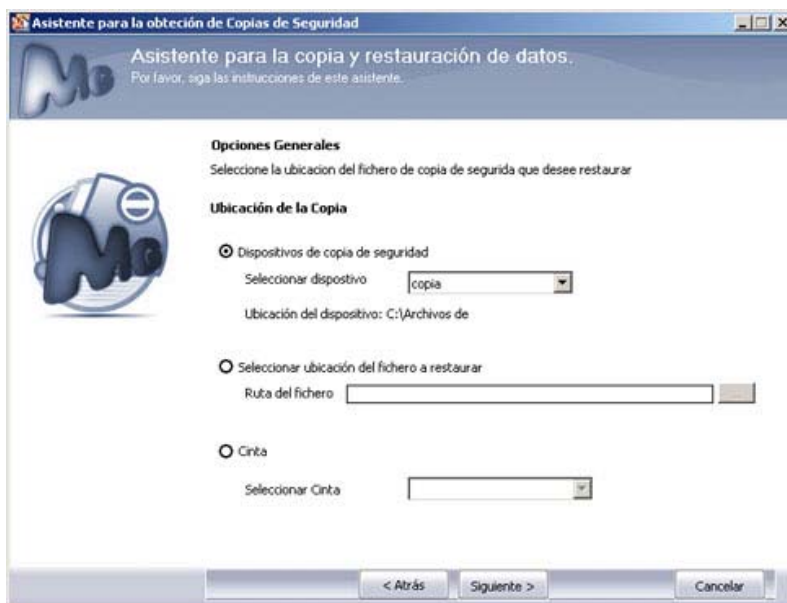 Asistente para la obteción de Copias de Seguridad
MG
Asistente para la copia y restauración de datos.
Por favor, siga las instrucciones de este asistente.
Opciones Generales
Seleccione la ubicacion del fichero de copia de segurida que desee restaurar
MG
Ubicación de la Copia
Dispositivos de copia de seguridad
Seleccionar dispostivo copia
Ubicación del dispositivo: C:\Archivos de
Seleccionar ubicación del fichero a restaurar
Ruta del fichero ...
Cinta
Seleccionar Cinta
< Atrás Siguiente > Cancelar